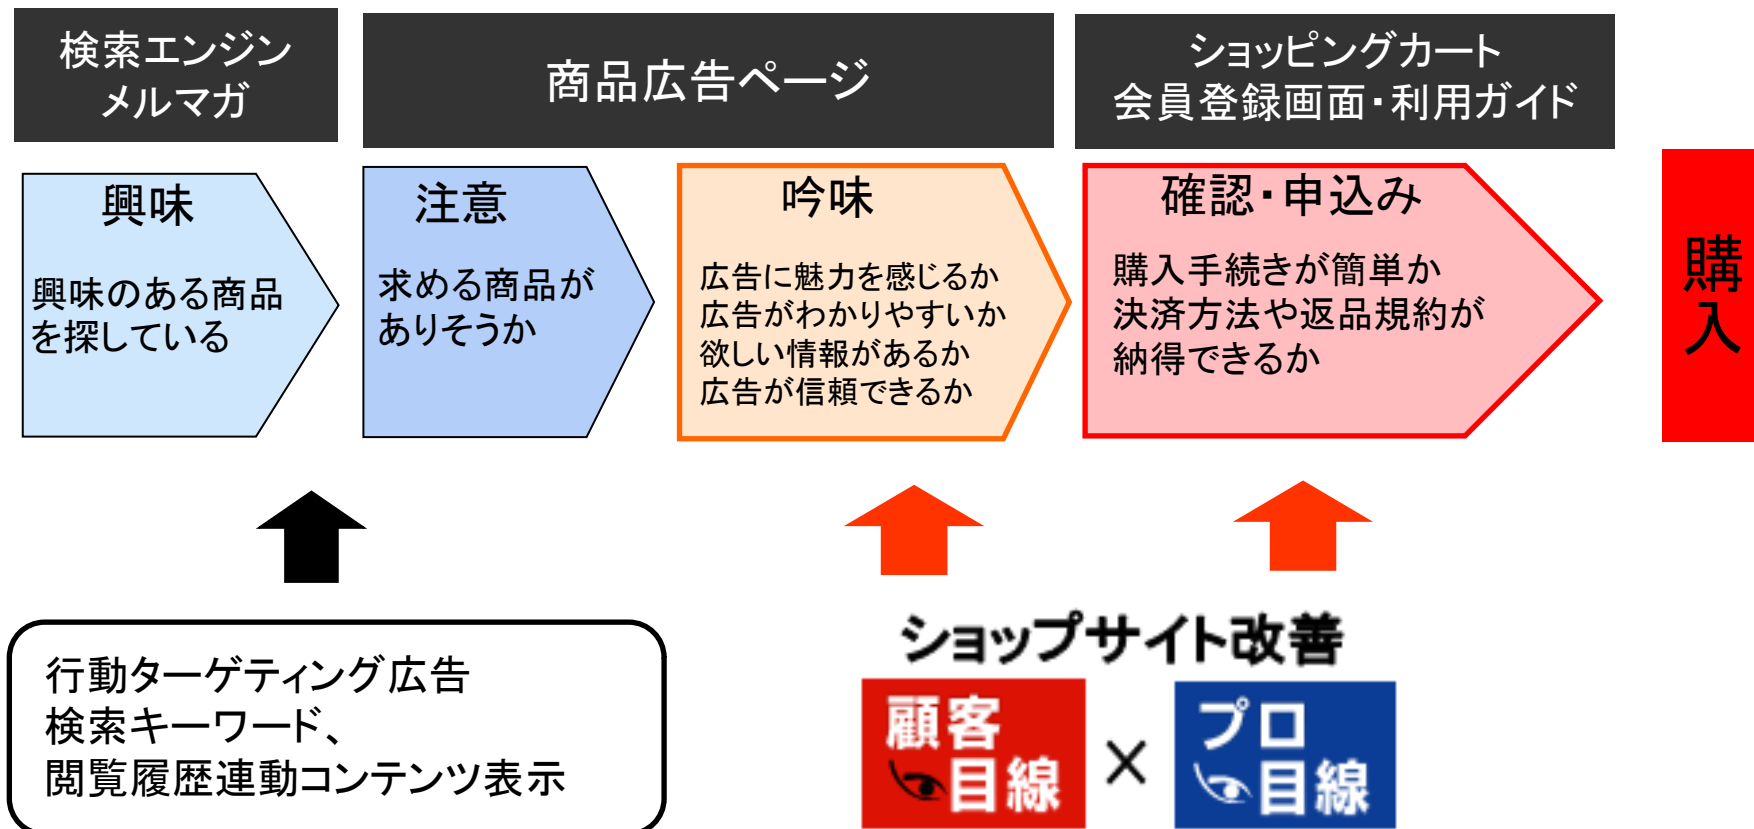 検索エンジン
メルマガ
商品広告ページ
ショッピングカート
会員登録画面・利用ガイド
興味
興味のある商品
を探している
注意
求める商品が
ありそうか
吟味
広告に魅力を感じるか
広告がわかりやすいか
欲しい情報があるか
広告が信頼できるか
確認・申込み
購入手続きが簡単か
決済方法や返品規約が
納得できるか
購入
行動ターゲティング広告
検索キーワード、
閲覧履歴連動コンテンツ表示
ショップサイト改善
顧客
目線
×
プロ
目線